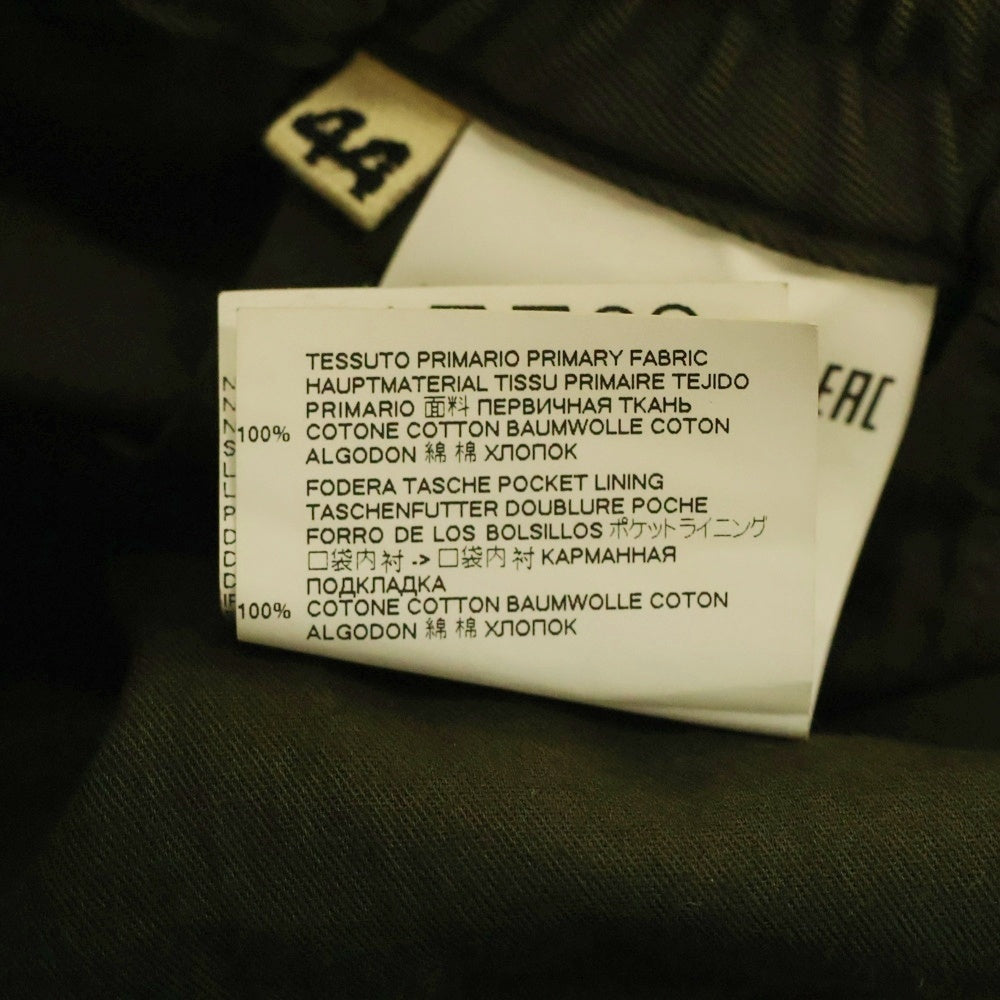 44
TESSUTO PRIMARIO PRIMARY FABRIC
HAUPTMATERIAL TISSU PRIMAIRE TEJIDO
PRIMARIO 面料 ПЕРВИЧНАЯ ТКАНЬ
100% COTONE COTTON BAUMWOLLE COTON
ALGODON 綿 棉 ХЛОПОК
FODERA TASCHE POCKET LINING
TASCHENFUTTER DOUBLURE POCHE
FORRO DE LOS BOLSILLOS ポケットライニング
口袋内衬 -> 口袋内衬 КАРМАННАЯ
ПОДКЛАДКА
100% COTONE COTTON BAUMWOLLE COTON
ALGODON 綿 棉 ХЛОПОК
EAC